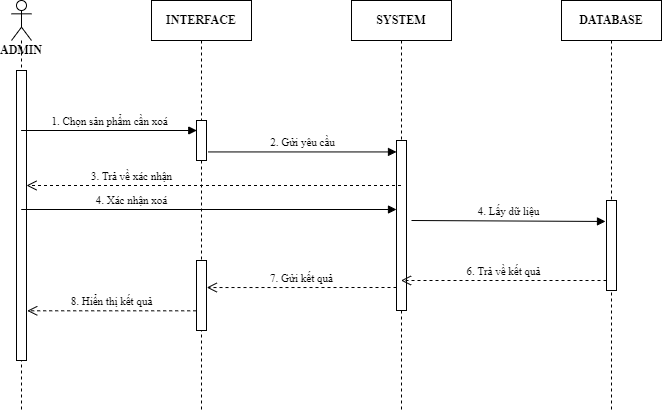 INTERFACE
SYSTEM
DATABASE
ADMIN
1. Chọn sản phẩm cần xoá
2. Gửi yêu cầu
3. Trả về xác nhận
4. Xác nhận xoá
4. Lấy dữ liệu
6. Trả về kết quả
7. Gửi kết quả
8. Hiển thị kết quả